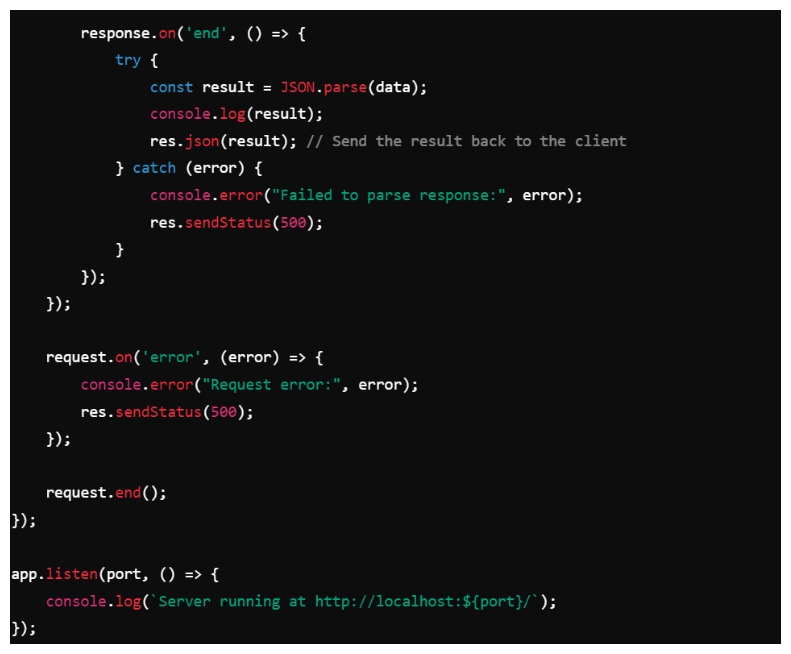 response.on('end', () => {
try {
const result = JSON.parse(data);
console.log(result);
res.json(result); // Send the result back to the client
} catch (error) {
console.error("Failed to parse response:", error);
res.sendStatus(500);
}
});
});
request.on('error', (error) => {
console.error("Request error:", error);
res.sendStatus(500);
});
request.end();
});
app.listen(port, () => {
console.log(`Server running at http://localhost:${port}/`);
});